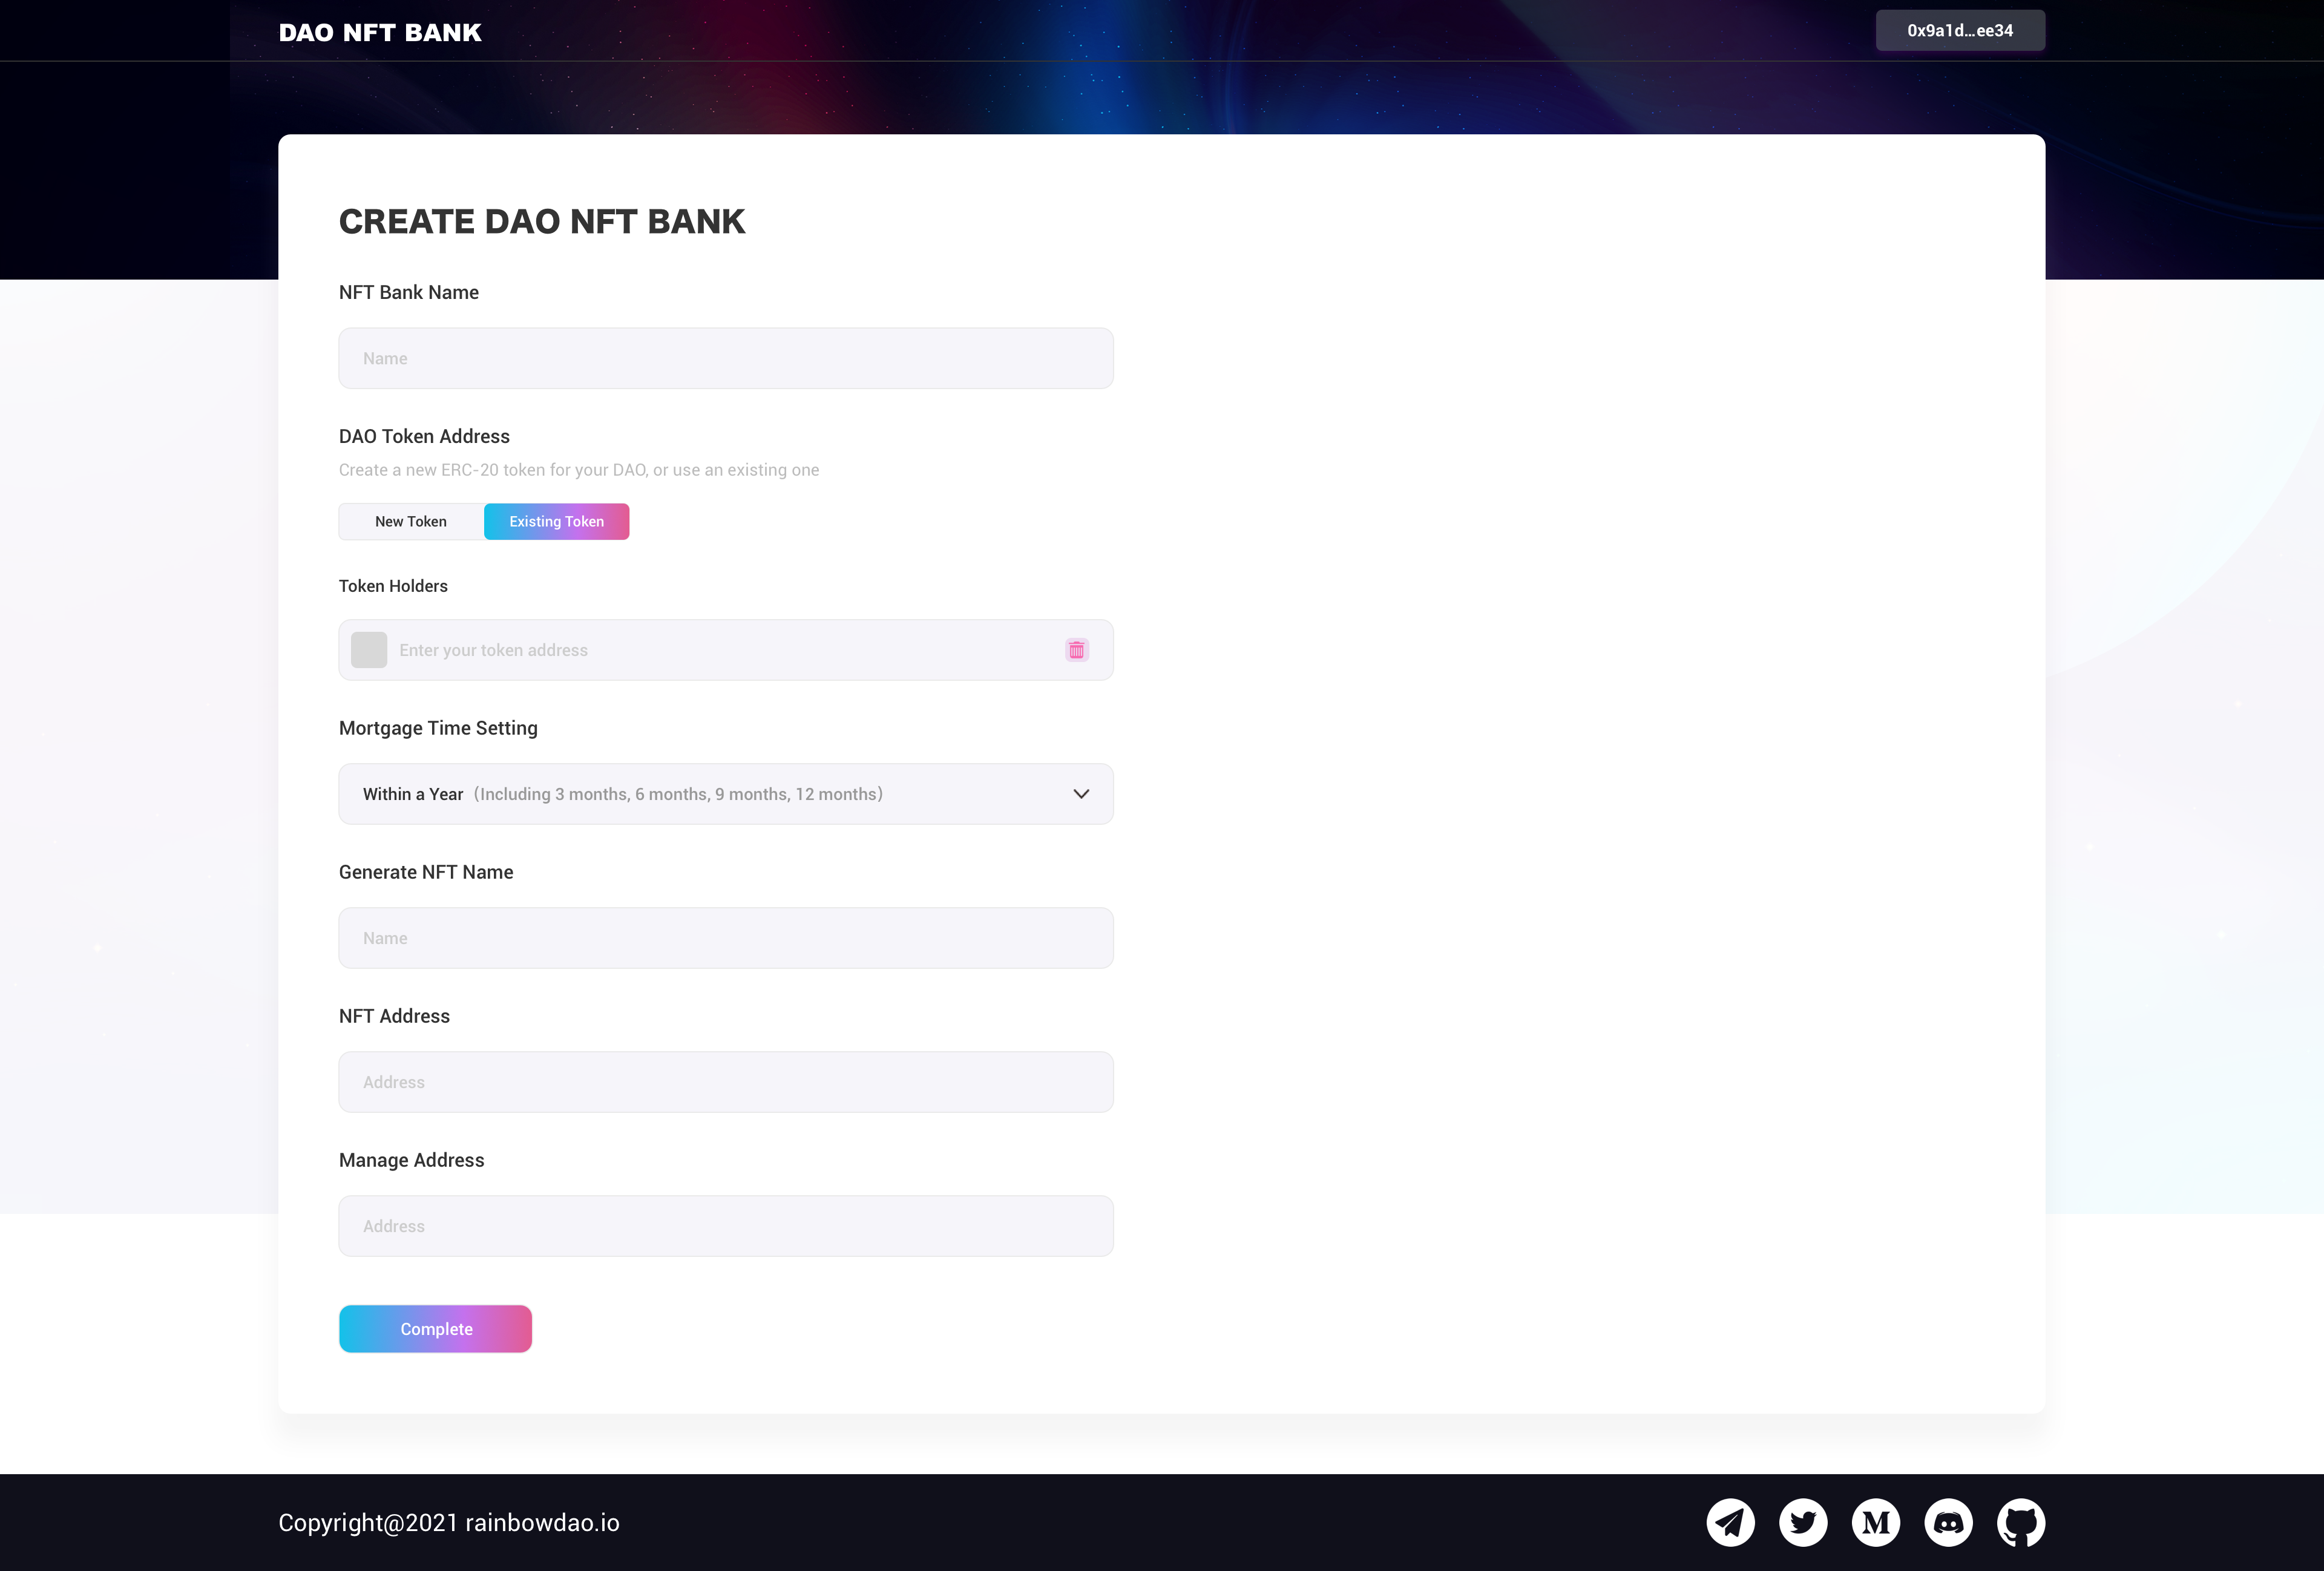 DAO NFT BANK
0x9a1d...ee34
CREATE DAO NFT BANK
NFT Bank Name
Name
DAO Token Address
Create a new ERC-20 token for your DAO, or use an existing one
New Token
Existing Token
Token Holders
Enter your token address
Mortgage Time Setting
Within a Year (Including 3 months, 6 months, 9 months, 12 months)
Generate NFT Name
Name
NFT Address
Address
Manage Address
Address
Complete
Copyright@2021 rainbowdao.io